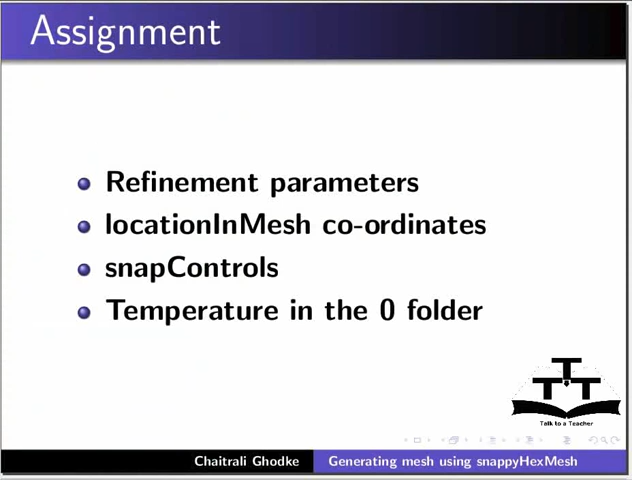 Assignment
Refinement parameters
locationInMesh co-ordinates
snapControls
Temperature in the 0 folder
T
T T
Talk to a Teacher
Chaitrali Ghodke Generating mesh using snappyHexMesh